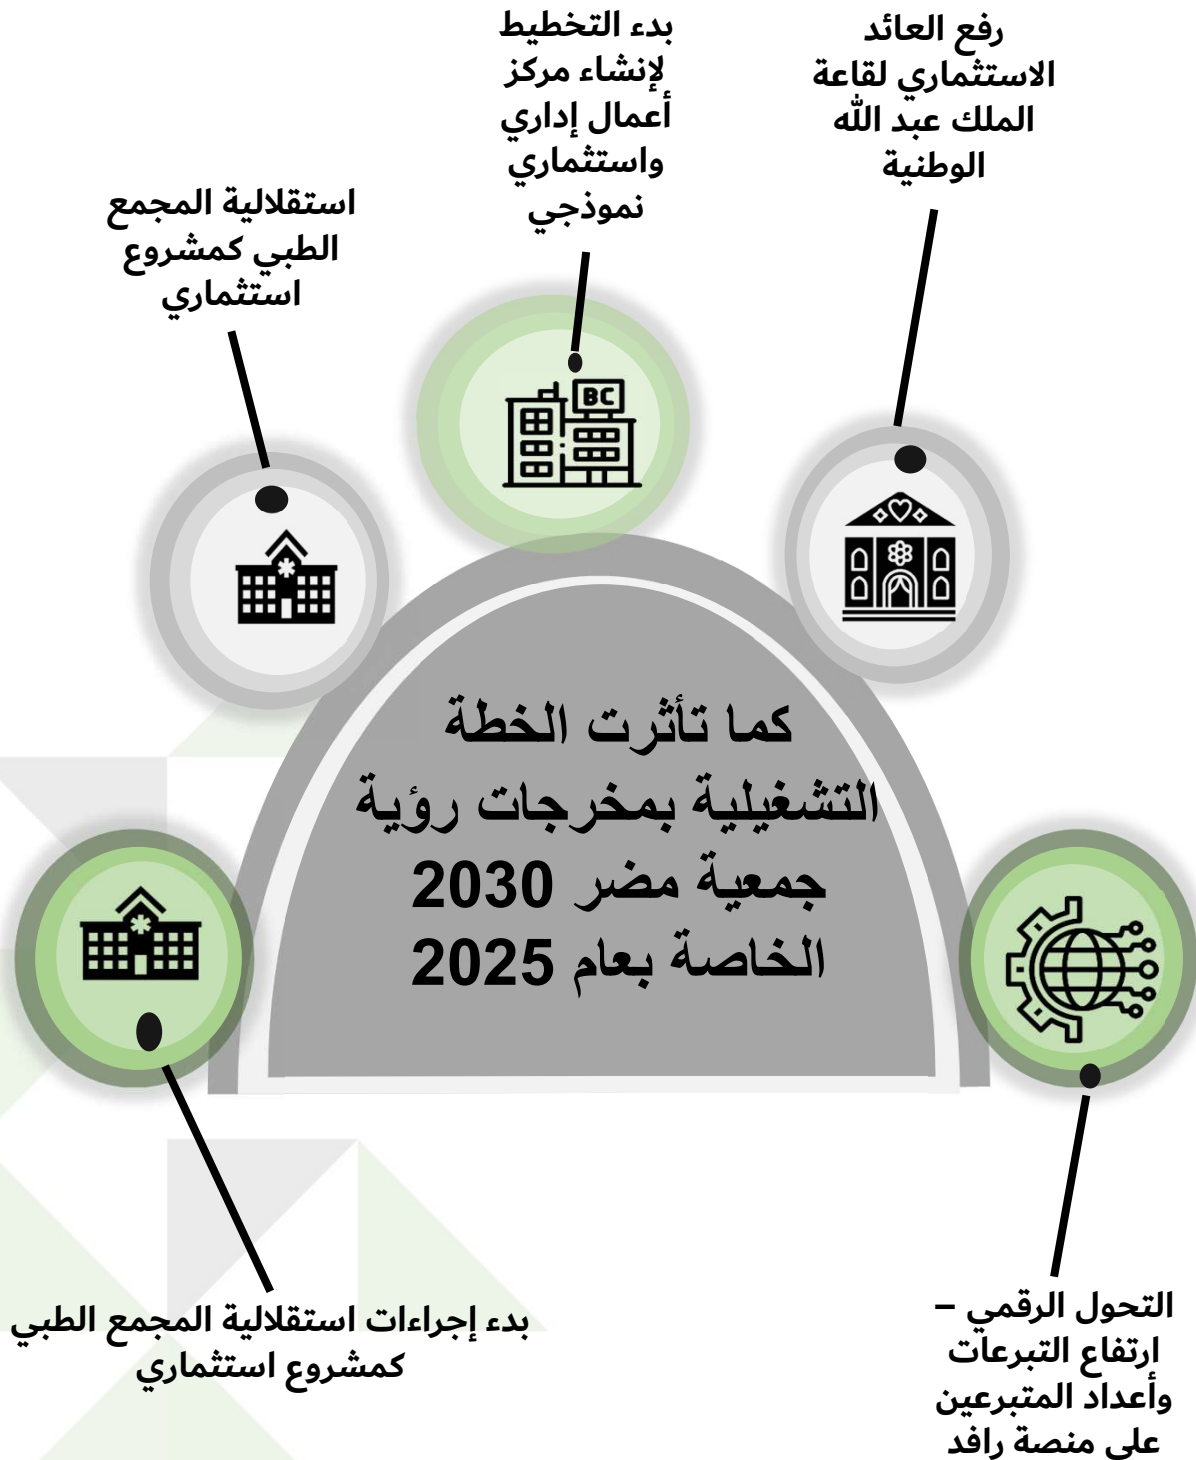 رفع العائد
الاستثماري لقاعة
الملك عبد الله
الوطنية
بدء التخطيط
لإنشاء مركز
أعمال إداري
واستثماري
نموذجي
استقلالية المجمع
الطبي كمشروع
استثماري
BC
كما تأثرت الخطة
التشغيلية بمخرجات رؤية
جمعية مضر 2030
الخاصة بعام 2025
التحول الرقمي –
ارتفاع التبرعات
وأعداد المتبرعين
على منصة رافد
بدء إجراءات استقلالية المجمع الطبي
كمشروع استثماري